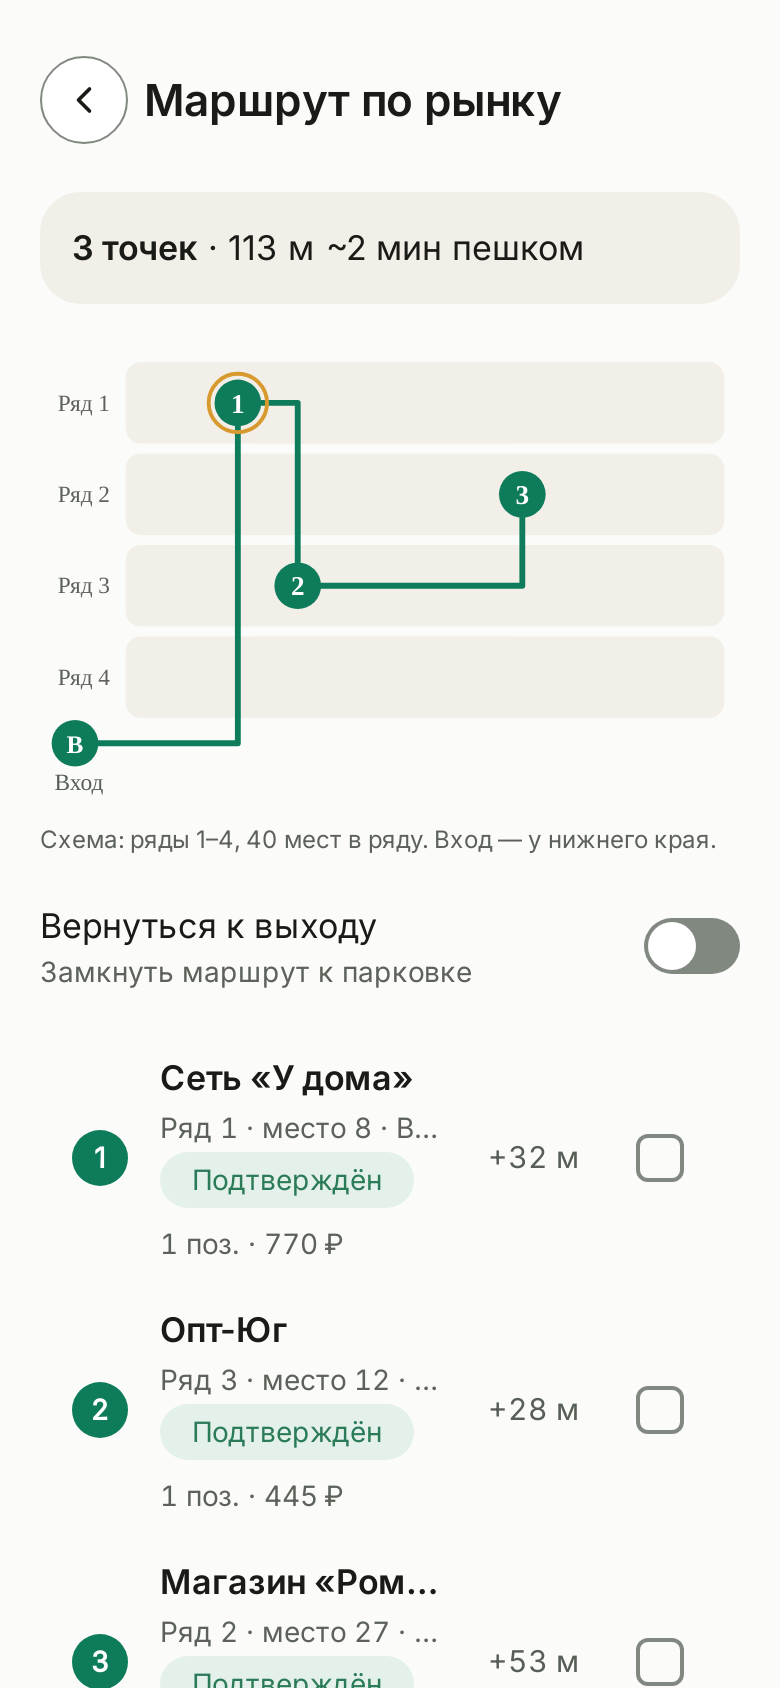 Маршрут по рынку
3 точек · 113 м ~2 мин пешком
Ряд 1
1
Ряд 2
3
Ряд 3
2
Ряд 4
В
Вход
Схема: ряды 1–4, 40 мест в ряду. Вход — у нижнего края.
Вернуться к выходу
Замкнуть маршрут к парковке
Сеть «У дома»
Ряд 1 · место 8 · В...
1
+32 м
Подтверждён
1 поз. · 770 ₽
Опт-Юг
Ряд 3 · место 12 · ...
2
+28 м
Подтверждён
1 поз. · 445 ₽
Магазин «Ром...
Ряд 2 · место 27 · ...
3
+53 м
Подтверждён